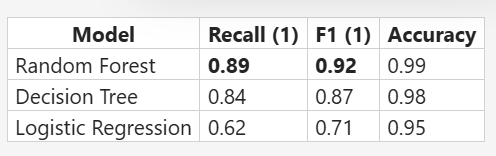 Model Recall (1) F1 (1) Accuracy
Random Forest 0.89 0.92 0.99
Decision Tree 0.84 0.87 0.98
Logistic Regression 0.62 0.71 0.95